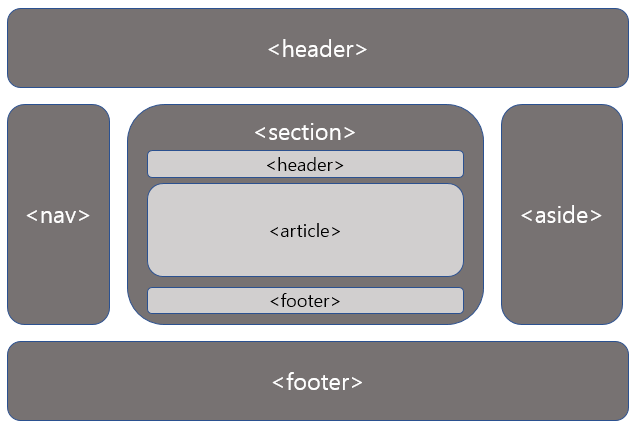 <header>
<nav>
<section>
<header>
<article>
<footer>
<aside>
<footer>